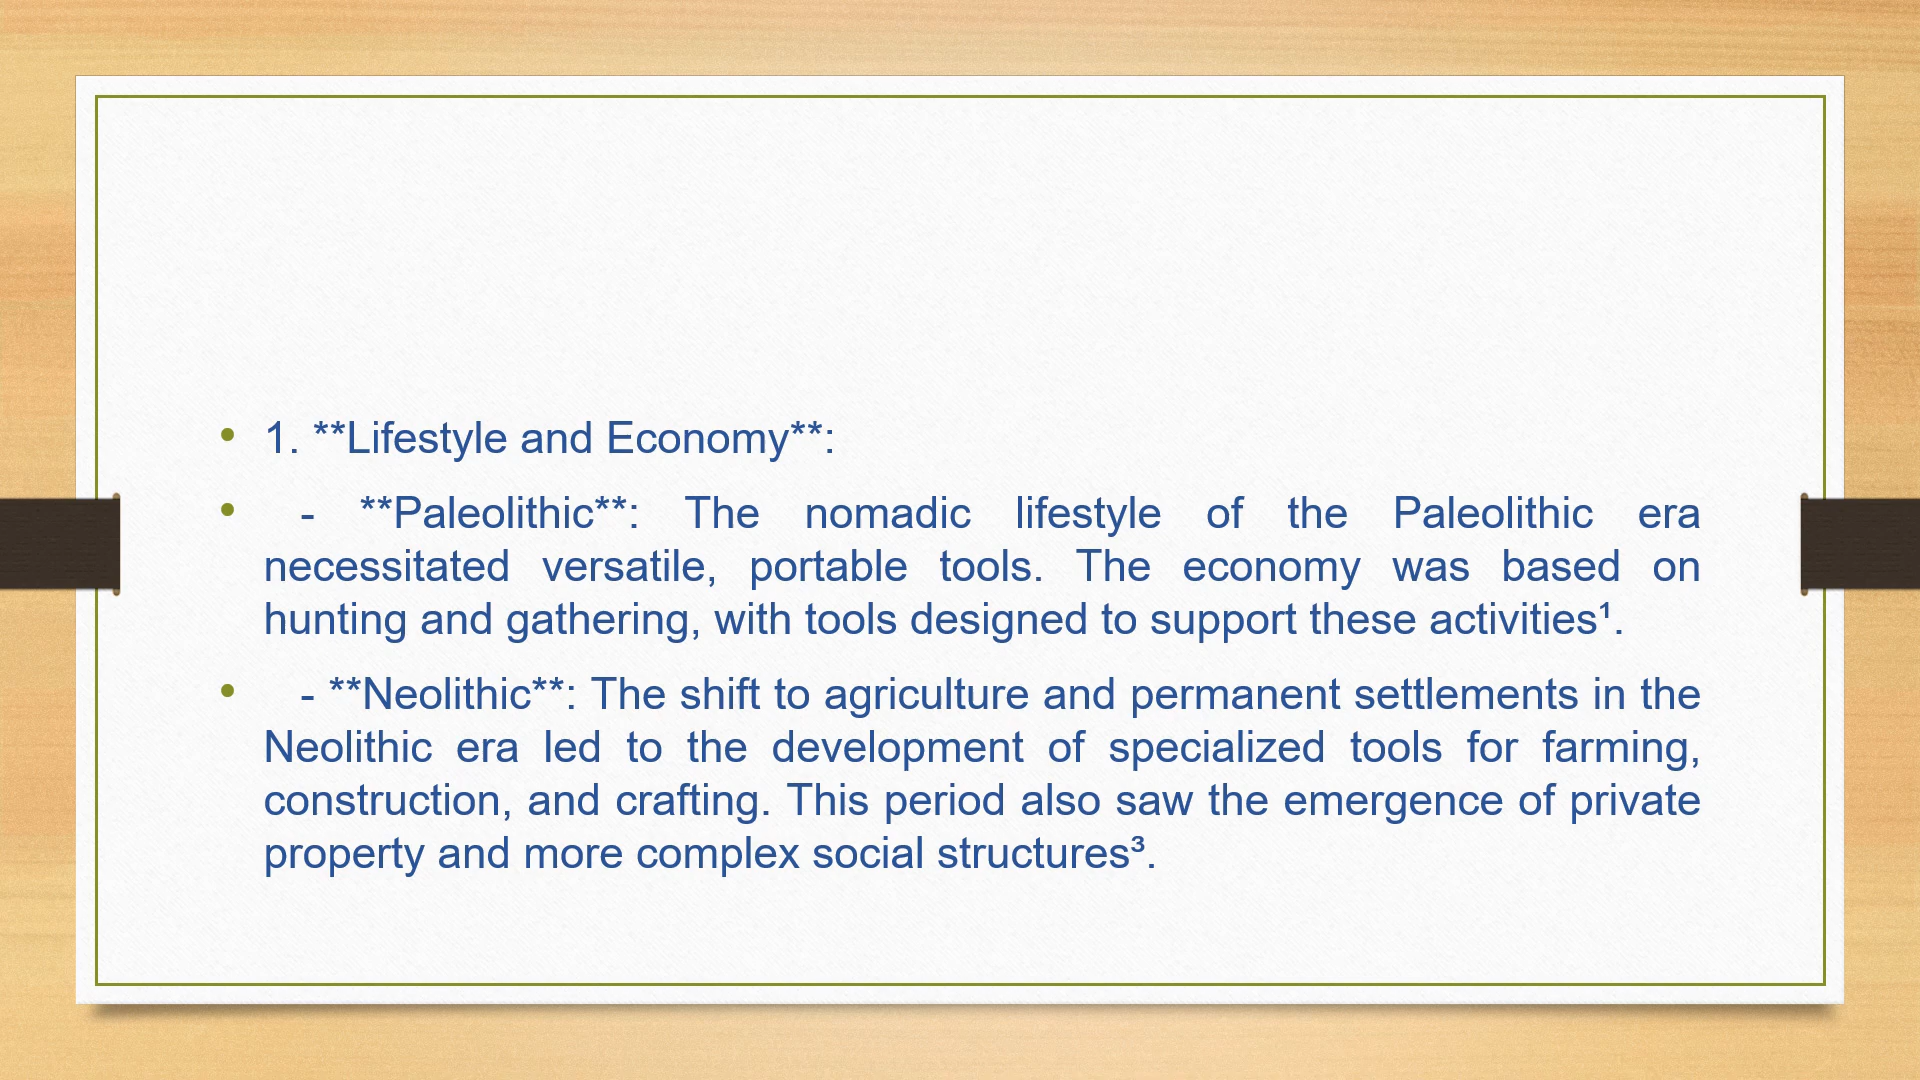 • 1. **Lifestyle and Economy**:
• - **Paleolithic**: The nomadic lifestyle of the Paleolithic era
necessitated versatile, portable tools. The economy was based on
hunting and gathering, with tools designed to support these activities¹.
• - **Neolithic**: The shift to agriculture and permanent settlements in the
Neolithic era led to the development of specialized tools for farming,
construction, and crafting. This period also saw the emergence of private
property and more complex social structures³.